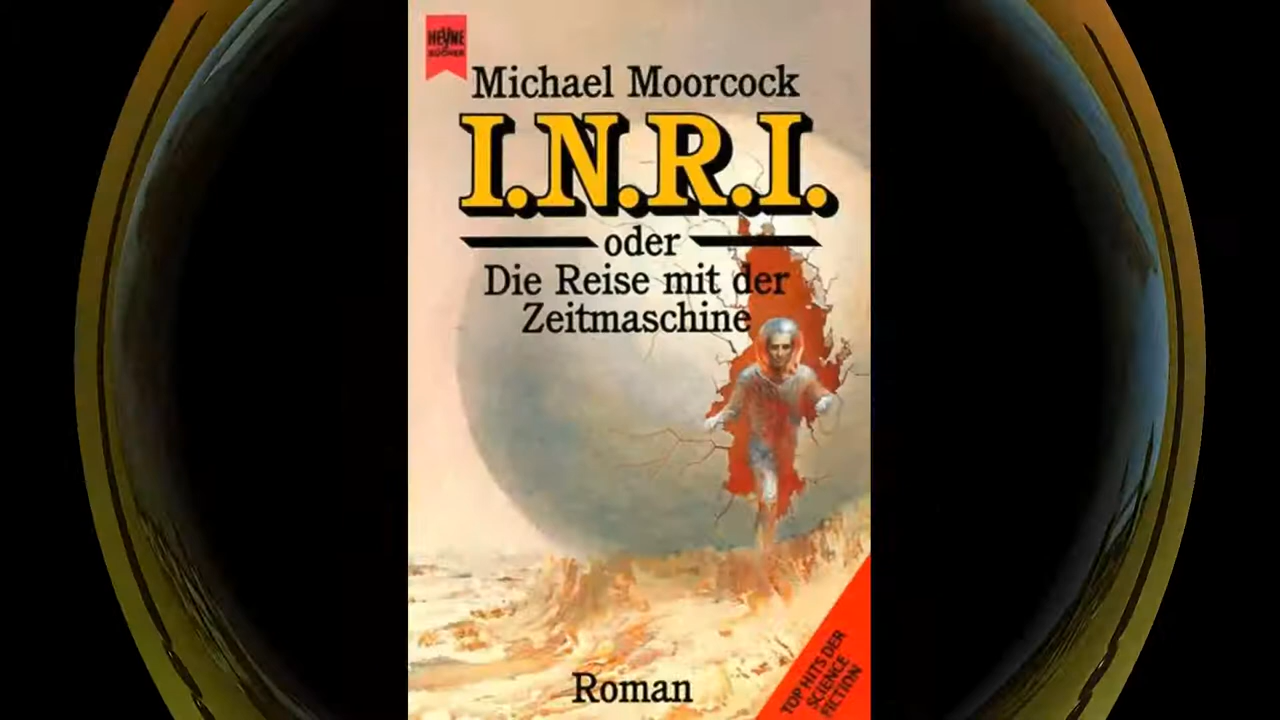 HEYNE
BÜCHER
Michael Moorcock
I.N.R.I.
oder
Die Reise mit der
Zeitmaschine
Roman
TOP HITS DER
SCIENCE
FICTION